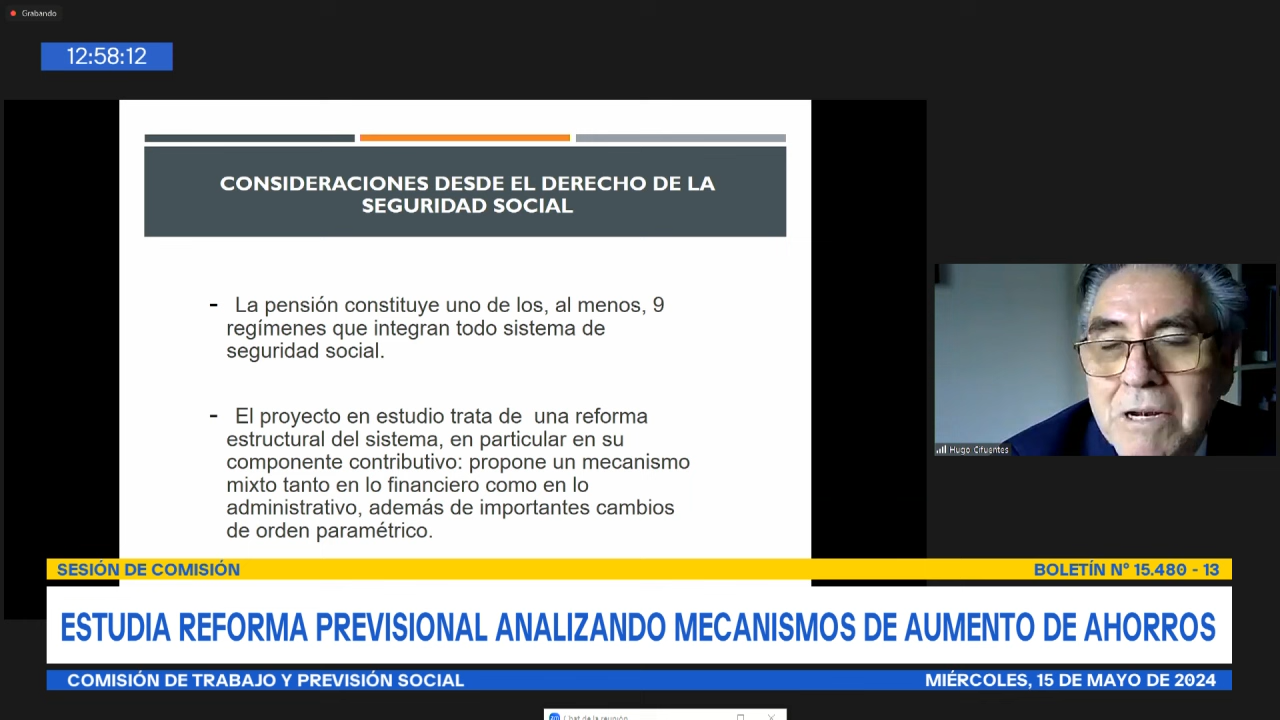 Grabando
12:58:12
CONSIDERACIONES DESDE EL DERECHO DE LA
SEGURIDAD SOCIAL
- La pensión constituye uno de los, al menos, 9
regímenes que integran todo sistema de
seguridad social.
- El proyecto en estudio trata de una reforma
estructural del sistema, en particular en su
componente contributivo: propone un mecanismo
mixto tanto en lo financiero como en lo
administrativo, además de importantes cambios
de orden paramétrico.
Hugo Cifuentes
SESIÓN DE COMISIÓN
BOLETÍN N° 15.480 - 13
ESTUDIA REFORMA PREVISIONAL ANALIZANDO MECANISMOS DE AUMENTO DE AHORROS
COMISIÓN DE TRABAJO Y PREVISIÓN SOCIAL
MIÉRCOLES, 15 DE MAYO DE 2024
Chat de la reunión